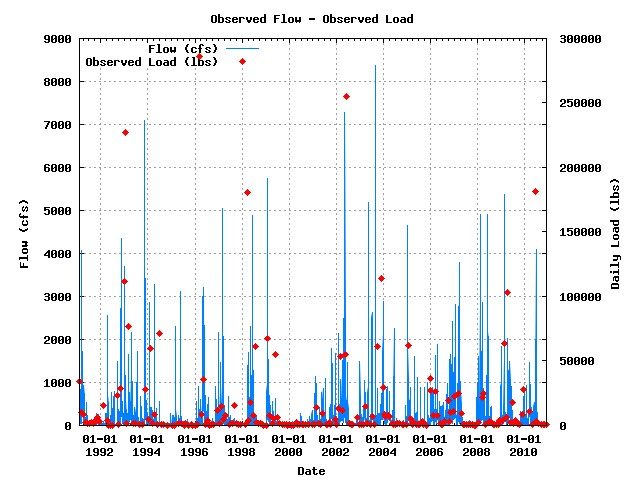 Observed Flow - Observed Load
9000 300000
Flow (cfs)
Observed Load (lbs)
8000
250000
7000
200000
6000
5000
150000
4000
3000
100000
2000
50000
1000
0 0
Flow (cfs)
Daily Load (lbs)
01-01 01-01 01-01 01-01 01-01 01-01 01-01 01-01 01-01 01-01
1992 1994 1996 1998 2000 2002 2004 2006 2008 2010
Date